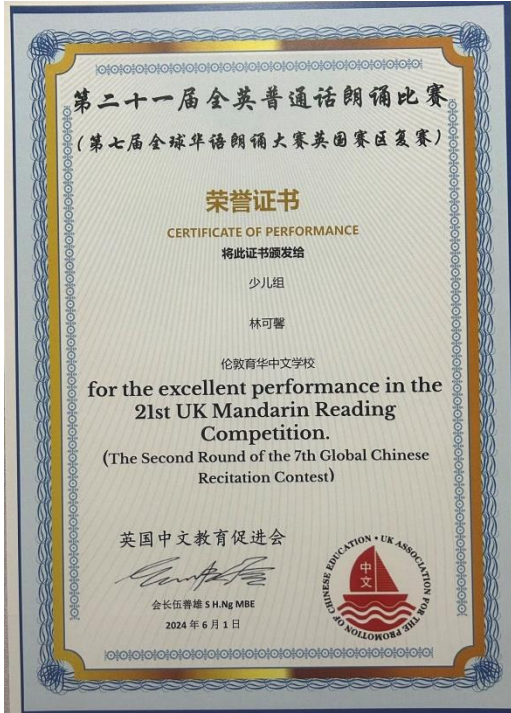 第二十一届全英普通话朗诵比赛
(第七届全球华语朗诵大赛英国赛区复赛)
荣誉证书
CERTIFICATE OF PERFORMANCE
将此证书颁发给
少儿组
林可馨
伦敦育华中文学校
for the excellent performance in the
21st UK Mandarin Reading
Competition.
(The Second Round of the 7th Global Chinese
Recitation Contest)
英国中文教育促进会
会长伍善雄 S H.Ng MBE
2024 年 6 月 1 日
UK ASSOCIATION FOR THE PROMOTION OF CHINESE EDUCATION •
中
文